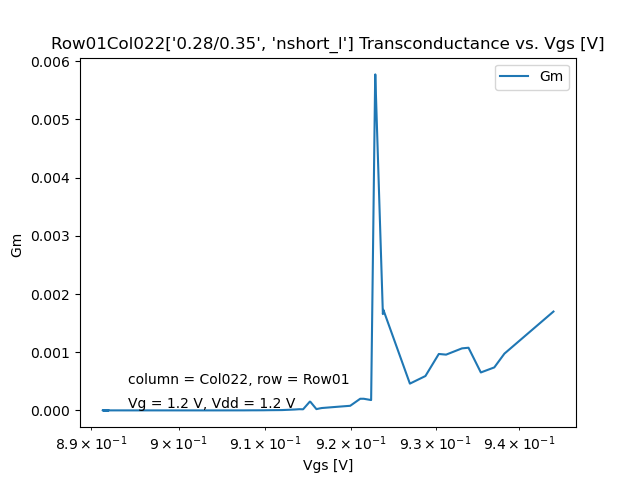 Row01Col022['0.28/0.35', 'nshort_l'] Transconductance vs. Vgs [V]
0.006
Gm
0.005
0.004
0.003
Gm
0.002
0.001
column = Col022, row = Row01
Vg = 1.2 V, Vdd = 1.2 V
0.000
8.9 × 10⁻¹ 9 × 10⁻¹ 9.1 × 10⁻¹ 9.2 × 10⁻¹ 9.3 × 10⁻¹ 9.4 × 10⁻¹
Vgs [V]